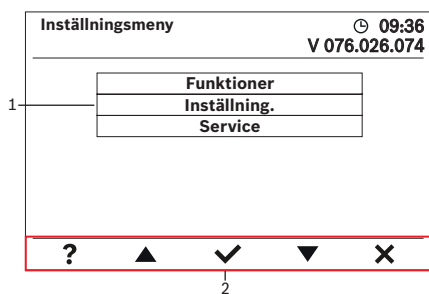 Inställningsmeny 09:36
V 076.026.074
Funktioner
1
Inställning.
Service
?
2